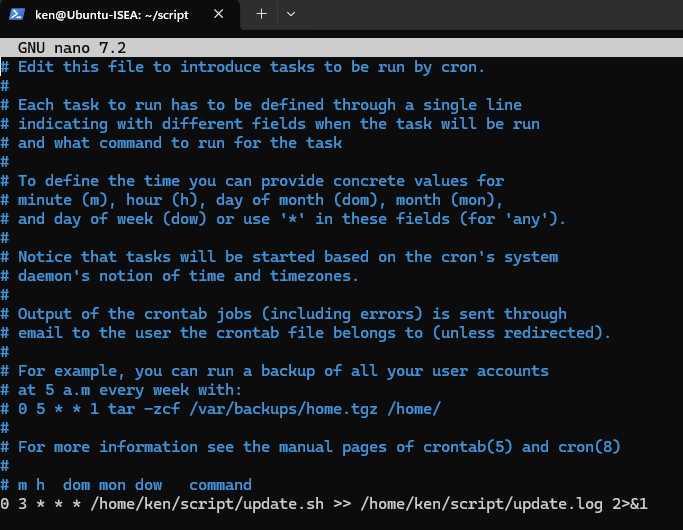 ken@Ubuntu-ISEA: ~/script
GNU nano 7.2
# Edit this file to introduce tasks to be run by cron.
#
# Each task to run has to be defined through a single line
# indicating with different fields when the task will be run
# and what command to run for the task
#
# To define the time you can provide concrete values for
# minute (m), hour (h), day of month (dom), month (mon),
# and day of week (dow) or use '*' in these fields (for 'any').
#
# Notice that tasks will be started based on the cron's system
# daemon's notion of time and timezones.
#
# Output of the crontab jobs (including errors) is sent through
# email to the user the crontab file belongs to (unless redirected).
#
# For example, you can run a backup of all your user accounts
# at 5 a.m every week with:
# 0 5 * * 1 tar -zcf /var/backups/home.tgz /home/
#
# For more information see the manual pages of crontab(5) and cron(8)
#
# m h  dom mon dow   command
0 3 * * * /home/ken/script/update.sh >> /home/ken/script/update.log 2>&1